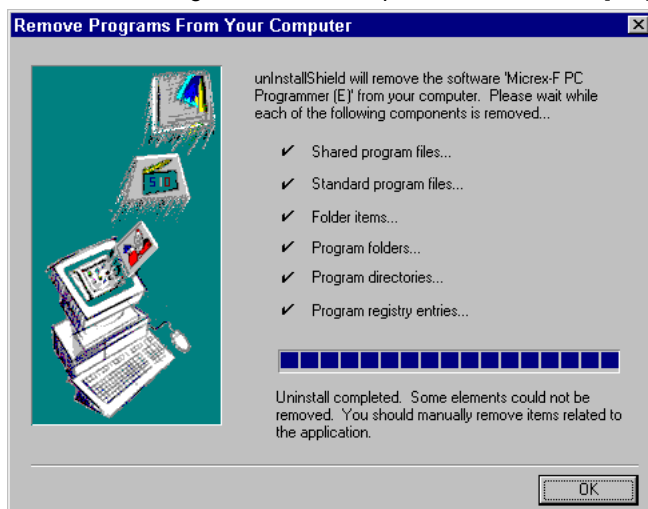 Remove Programs From Your Computer
unInstallShield will remove the software 'Micrex-F PC
Programmer (E)' from your computer. Please wait while
each of the following components is removed...
✔ Shared program files...
✔ Standard program files...
✔ Folder items...
✔ Program folders...
✔ Program directories...
✔ Program registry entries...
Uninstall completed. Some elements could not be
removed. You should manually remove items related to
the application.
OK